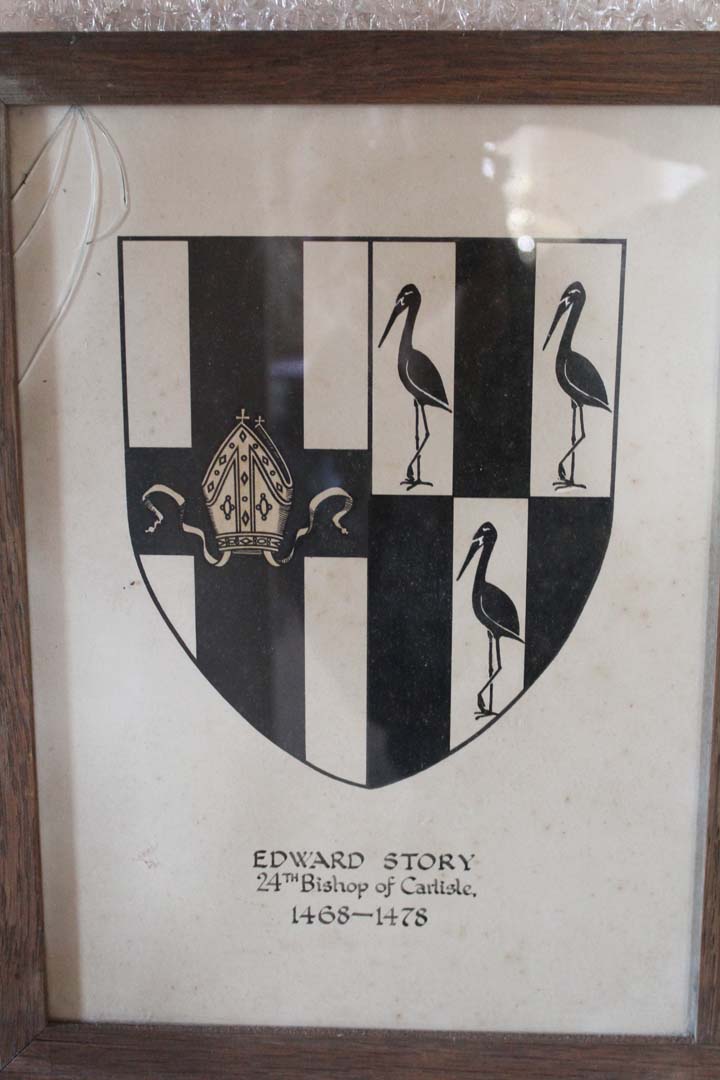 EDWARD STORY
24TH Bishop of Carlisle,
1468—1478